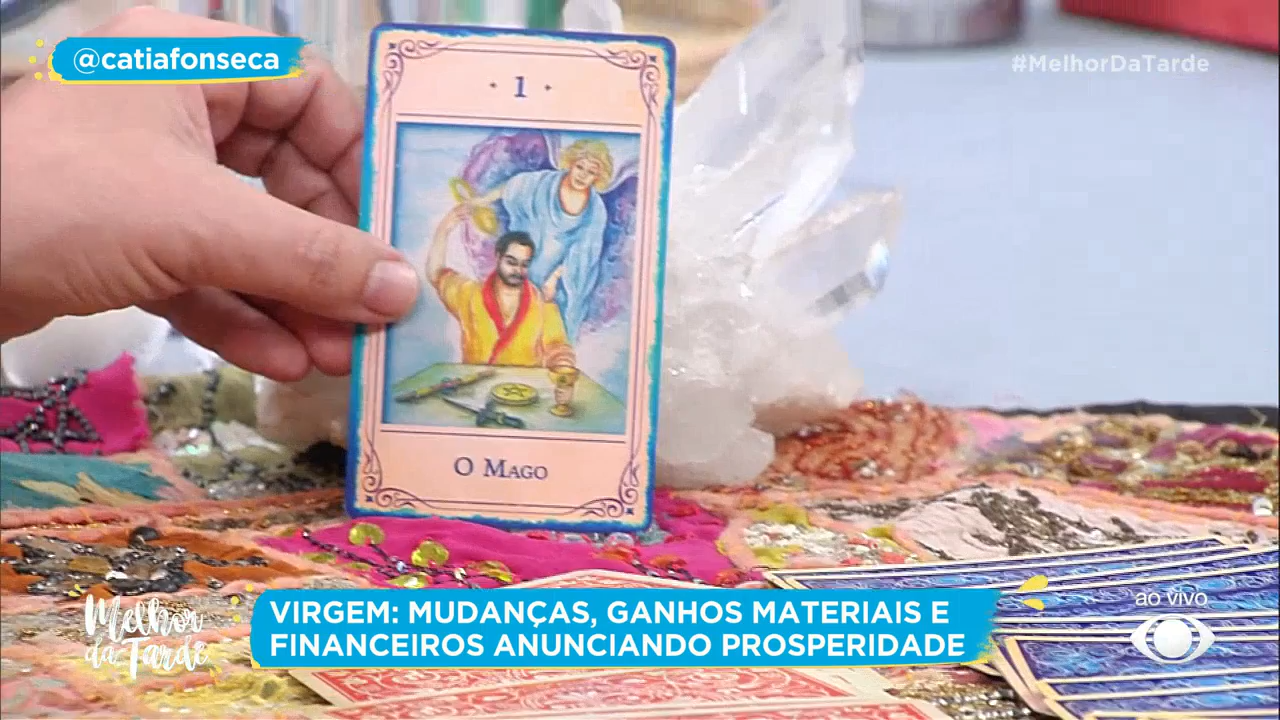 @catiafonseca
#MelhorDaTarde
· 1 ·
O MAGO
Melhor
da Tarde
VIRGEM: MUDANÇAS, GANHOS MATERIAIS E
FINANCEIROS ANUNCIANDO PROSPERIDADE
ao vivo